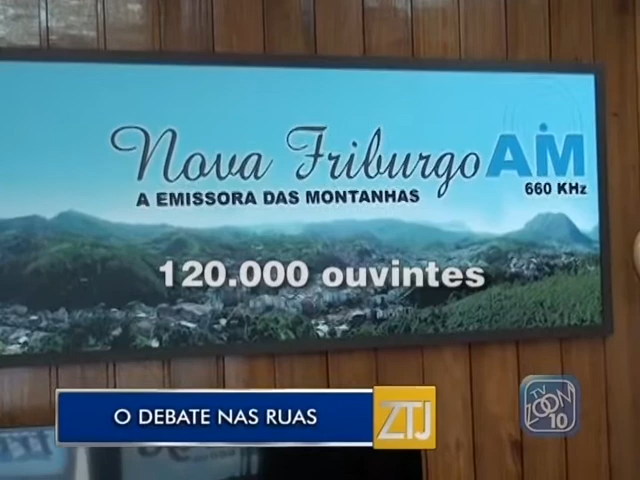 Nova Friburgo AM
A EMISSORA DAS MONTANHAS
660 KHz
120.000 ouvintes
O DEBATE NAS RUAS
ZTJ
TV
ZOOM
10